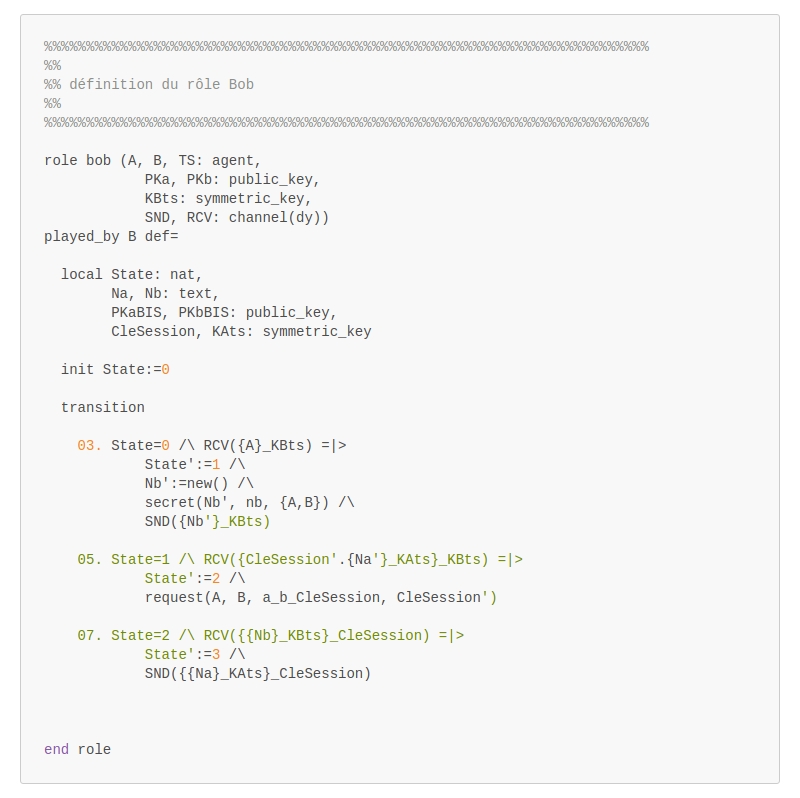 %%%%%%%%%%%%%%%%%%%%%%%%%%%%%%%%%%%%%%%%%%%%%%%%%%%%%%%%%%%%%%%%%%%%%%%%%%
%%
%% définition du rôle Bob
%%
%%%%%%%%%%%%%%%%%%%%%%%%%%%%%%%%%%%%%%%%%%%%%%%%%%%%%%%%%%%%%%%%%%%%%%%%%%
role bob (A, B, TS: agent,
            PKa, PKb: public_key,
            KBts: symmetric_key,
            SND, RCV: channel(dy))
played_by B def=
  local State: nat,
        Na, Nb: text,
        PKaBIS, PKbBIS: public_key,
        CleSession, KAts: symmetric_key
  init State:=0
  transition
    03. State=0 /\ RCV({A}_KBts) =|>
            State':=1 /\
            Nb':=new() /\
            secret(Nb', nb, {A,B}) /\
            SND({Nb'}_KBts)
    05. State=1 /\ RCV({CleSession'.{Na'}_KAts}_KBts) =|>
            State':=2 /\
            request(A, B, a_b_CleSession, CleSession')
    07. State=2 /\ RCV({{Nb}_KBts}_CleSession) =|>
            State':=3 /\
            SND({{Na}_KAts}_CleSession)
end role